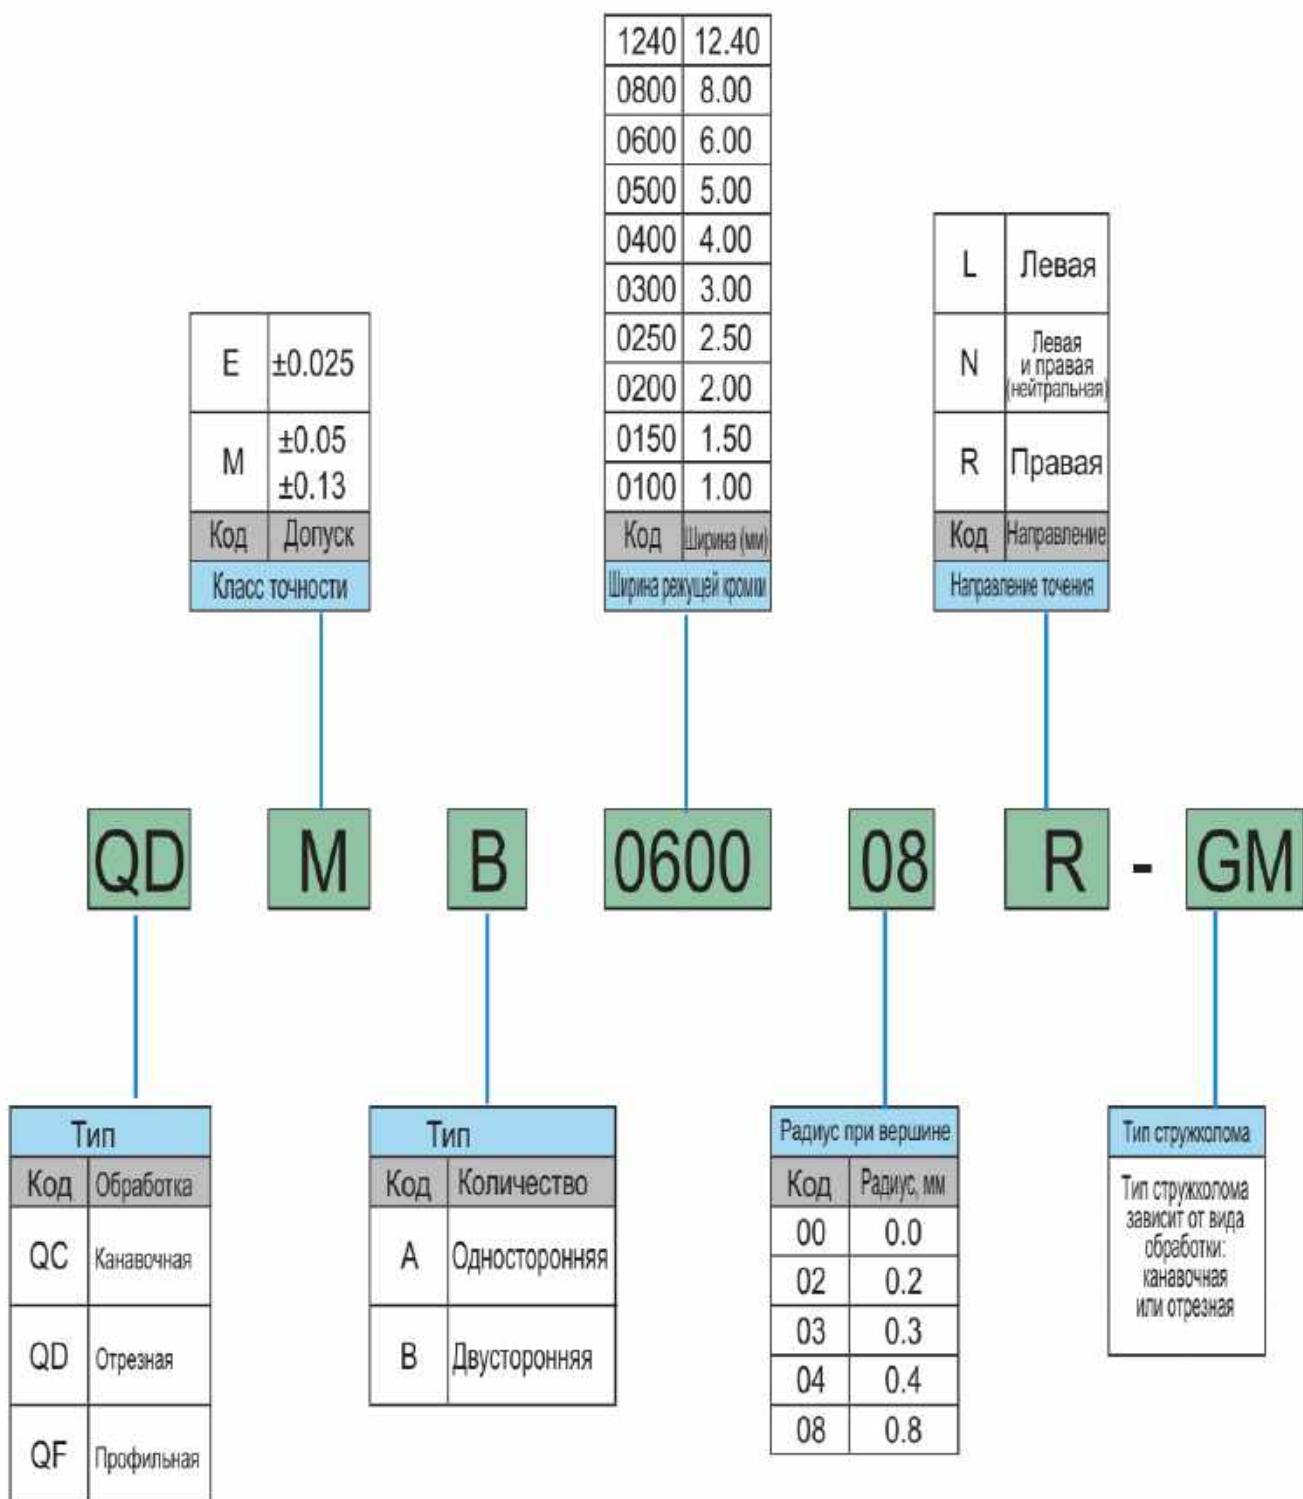 1240 12.40
0800 8.00
0600 6.00
0500 5.00
0400 4.00
0300 3.00
0250 2.50
0200 2.00
0150 1.50
0100 1.00
Код Ширина (мм)
Ширина режущей кромки
E ±0.025
M ±0.05
±0.13
Код Допуск
Класс точности
L Левая
N Левая
и правая
(нейтральная)
R Правая
Код Направление
Направление точения
QD M B 0600 08 R - GM
Тип
Код Обработка
QC Канавочная
QD Отрезная
QF Профильная
Тип
Код Количество
A Односторонняя
B Двусторонняя
Радиус при вершине
Код Радиус, мм
00 0.0
02 0.2
03 0.3
04 0.4
08 0.8
Тип стружколома
Тип стружколома
зависит от вида
обработки:
канавочная
или отрезная